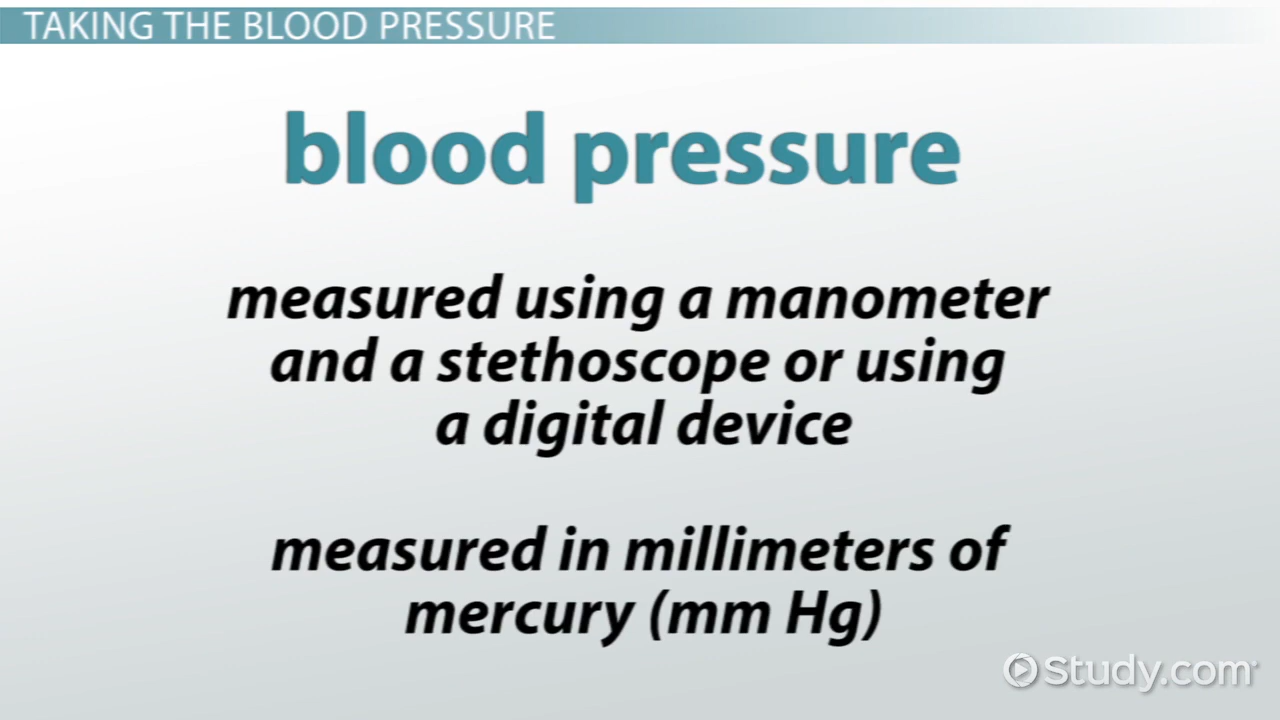 TAKING THE BLOOD PRESSURE
blood pressure
measured using a manometer
and a stethoscope or using
a digital device
measured in millimeters of
mercury (mm Hg)
Study.com